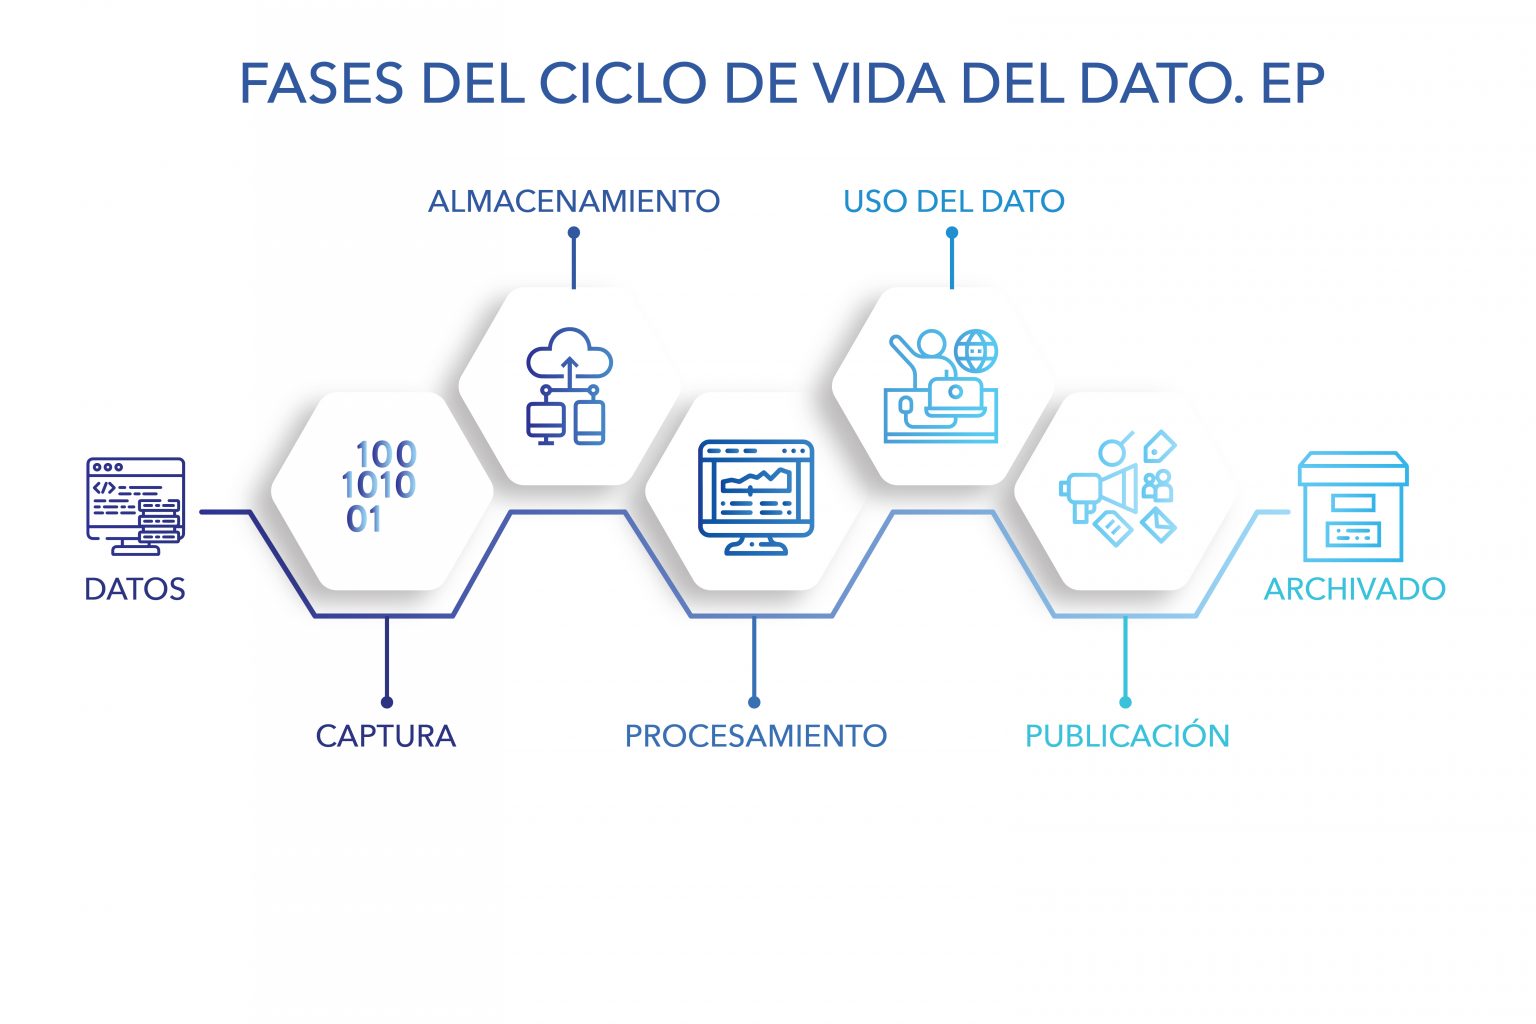 FASES DEL CICLO DE VIDA DEL DATO. EP
ALMACENAMIENTO
USO DEL DATO
100
1010
01
</>
DATOS
ARCHIVADO
CAPTURA
PROCESAMIENTO
PUBLICACIÓN